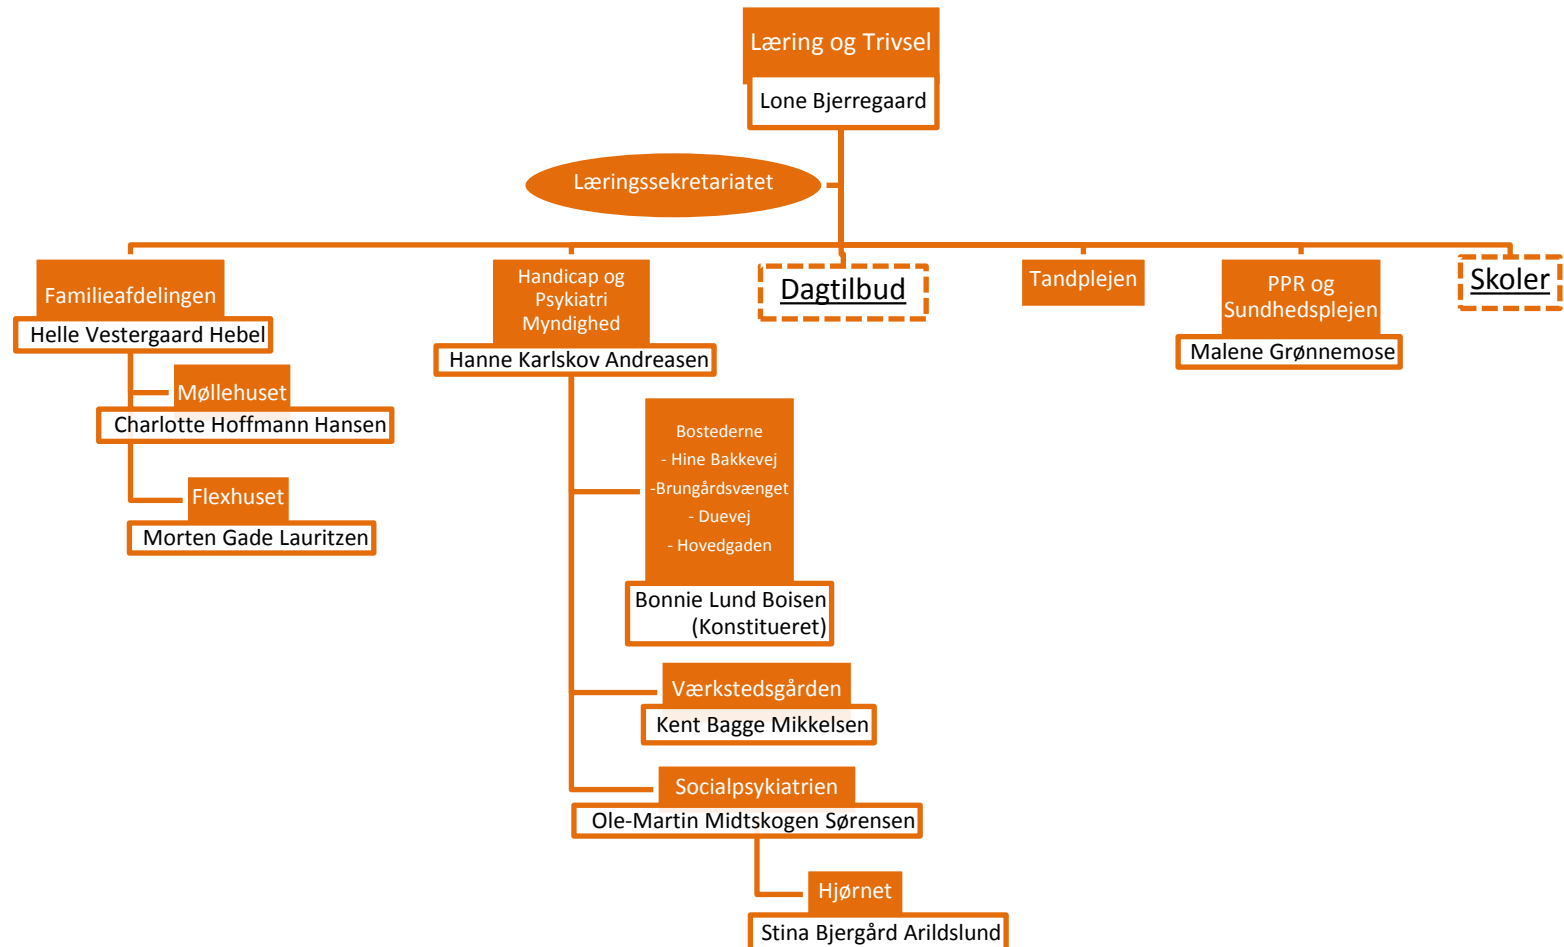 Læring og Trivsel
Lone Bjerregaard
Læringssekretariatet
Familieafdelingen
Helle Vestergaard Hebel
Møllehuset
Charlotte Hoffmann Hansen
Flexhuset
Morten Gade Lauritzen
Handicap og
Psykiatri
Myndighed
Hanne Karlskov Andreasen
Bostederne
- Hine Bakkevej
-Brungårdsvænget
- Duevej
- Hovedgaden
Bonnie Lund Boisen
(Konstitueret)
Værkstedsgården
Kent Bagge Mikkelsen
Socialpsykiatrien
Ole-Martin Midtskogen Sørensen
Hjørnet
Stina Bjergård Arildslund
Dagtilbud
Tandplejen
PPR og
Sundhedsplejen
Malene Grønnemose
Skoler